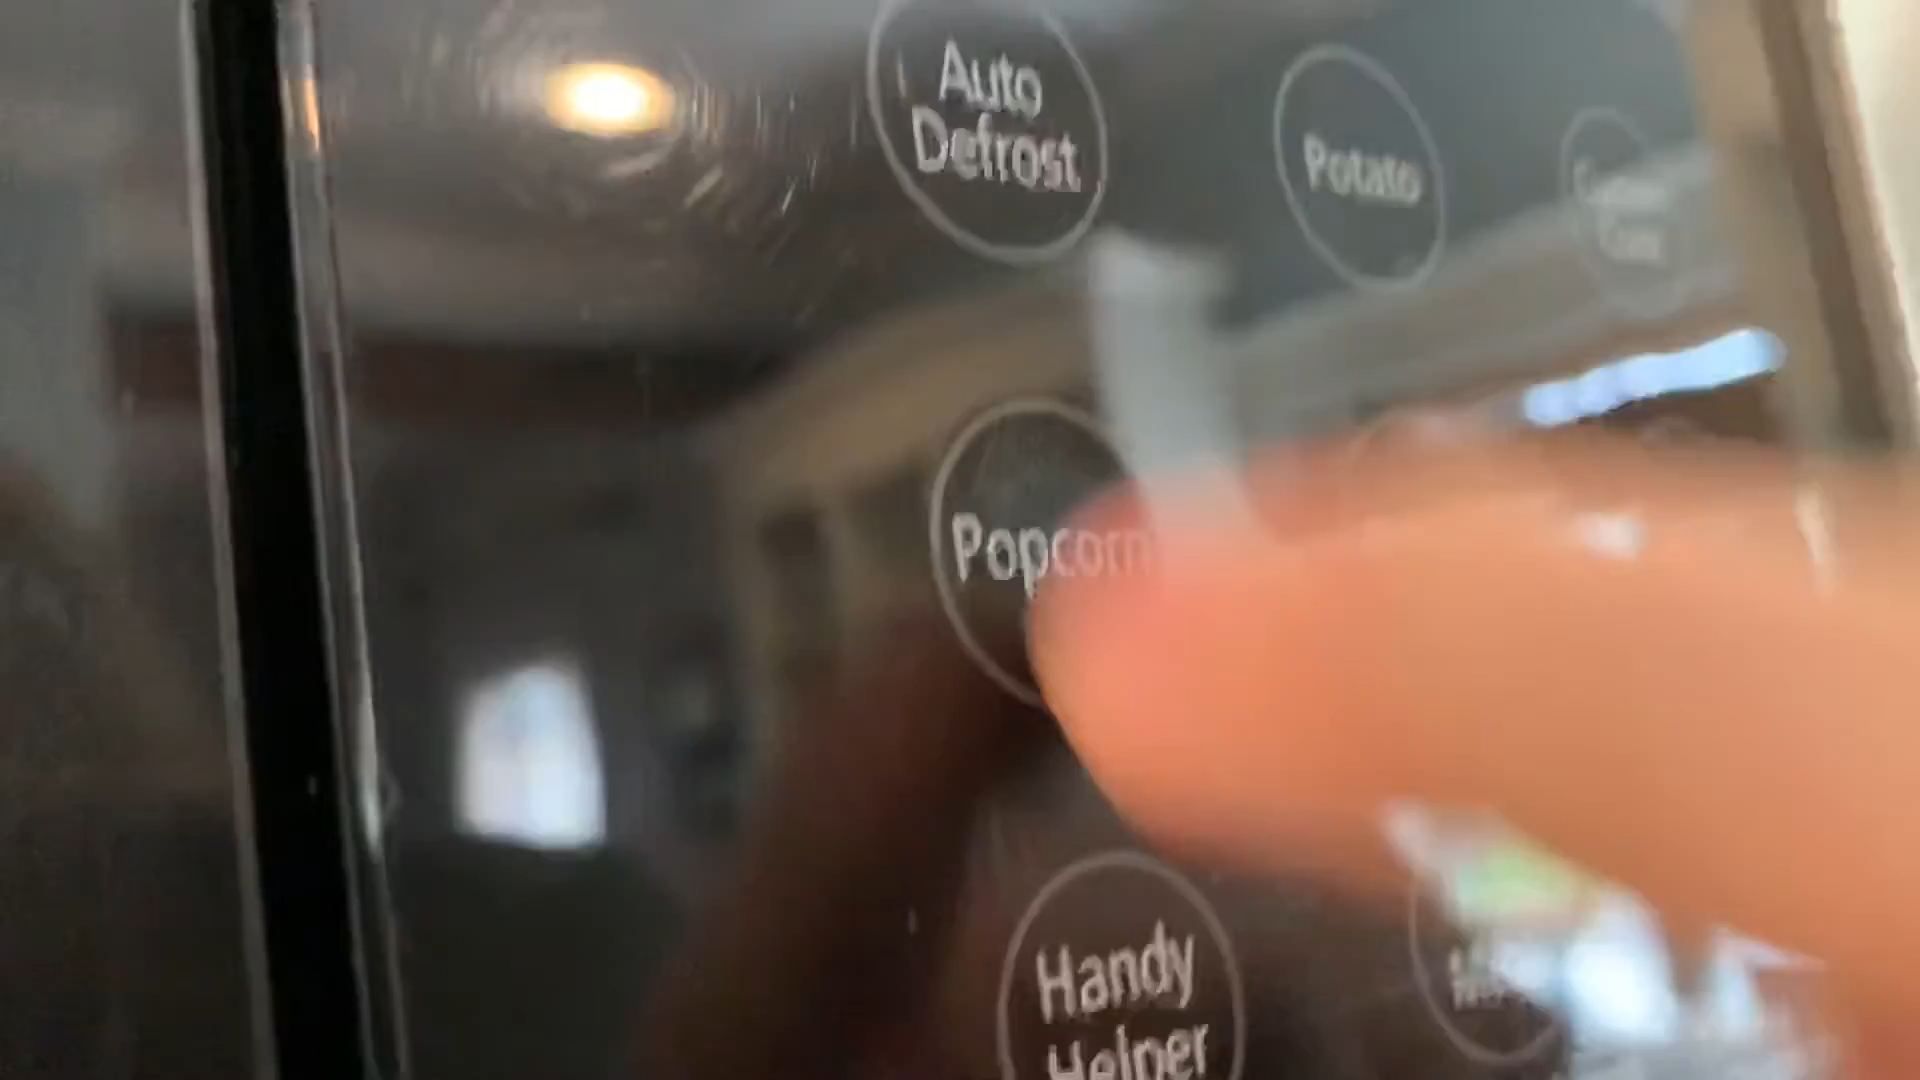 Auto
Defrost
Potato
Popcorn
Handy
Helper